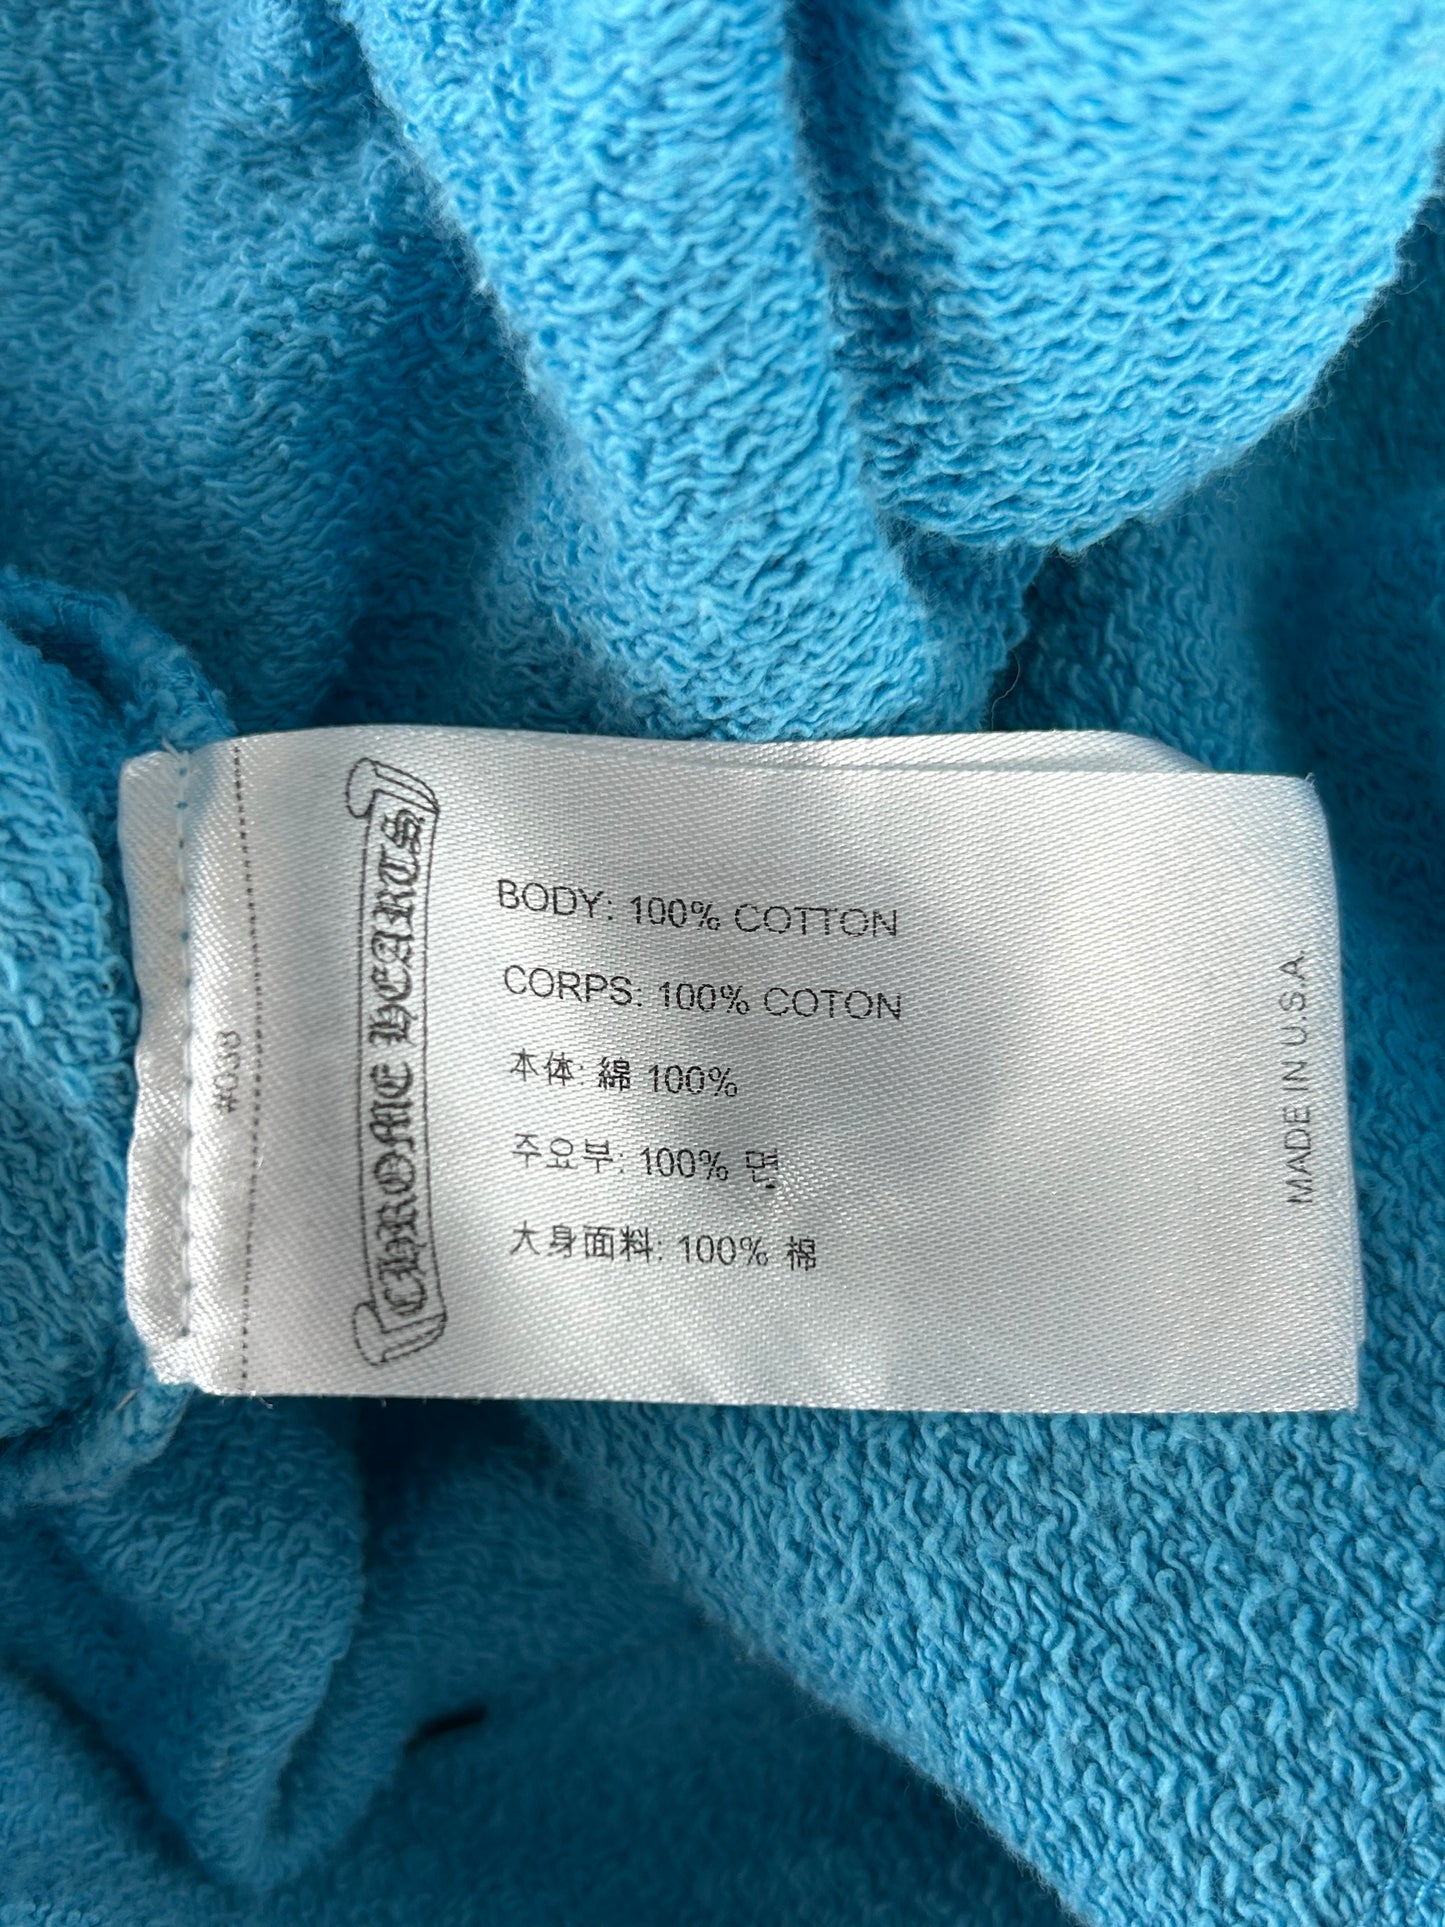 #038
CHROME HEARTS
BODY: 100% COTTON
CORPS: 100% COTON
本体: 綿 100%
주요부: 100% 면
大身面料: 100% 棉
MADE IN U.S.A.